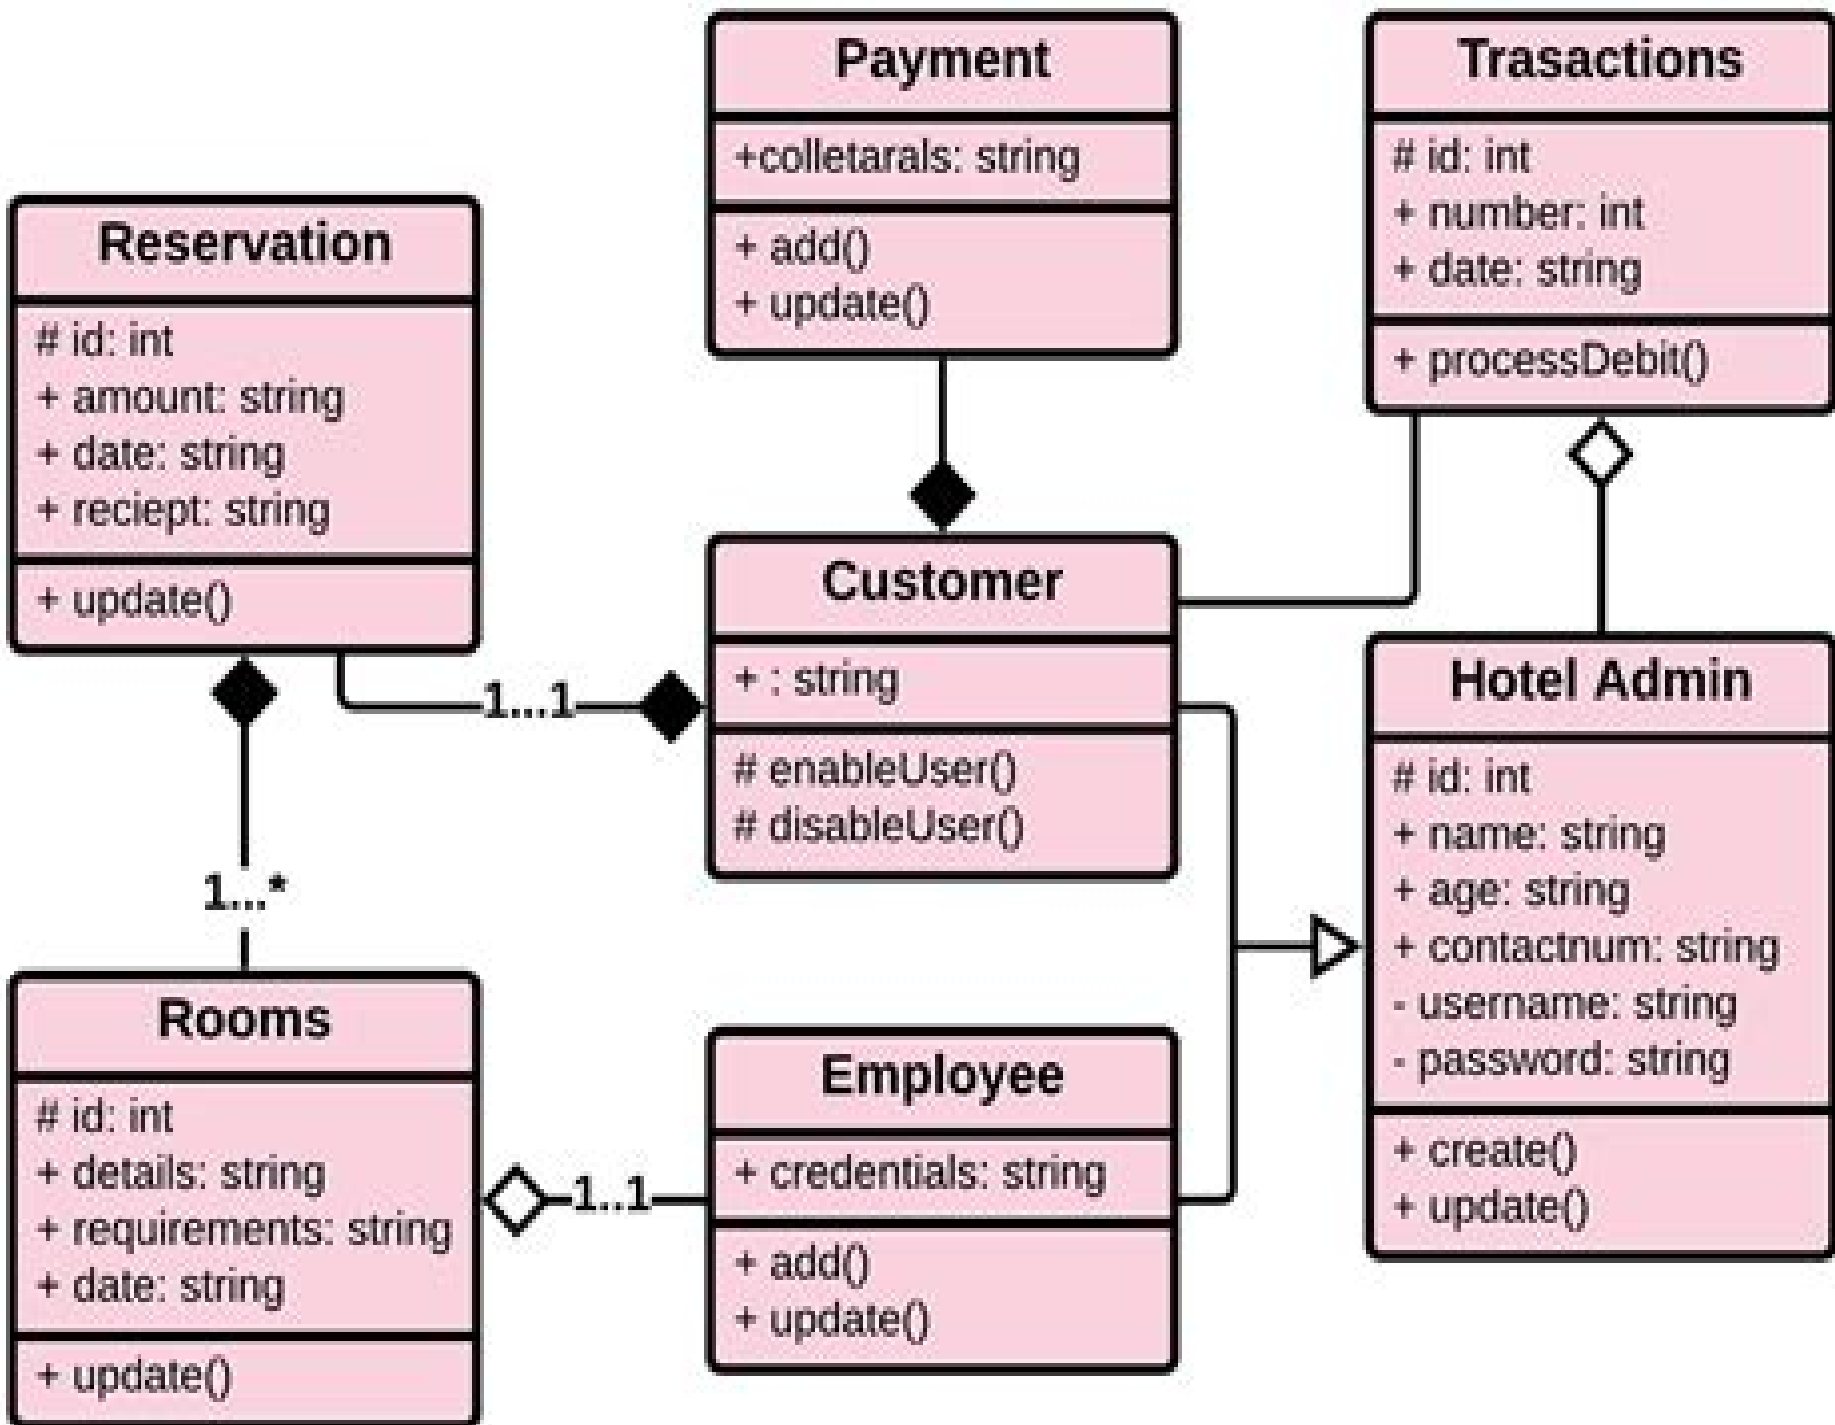 Payment
+colletarals: string
+ add()
+ update()
Trasactions
# id: int
+ number: int
+ date: string
+ processDebit()
Reservation
# id: int
+ amount: string
+ date: string
+ reciept: string
+ update()
1...1
Customer
+ : string
# enableUser()
# disableUser()
Hotel Admin
# id: int
+ name: string
+ age: string
+ contactnum: string
- username: string
- password: string
+ create()
+ update()
1...*
Rooms
# id: int
+ details: string
+ requirements: string
+ date: string
+ update()
1..1
Employee
+ credentials: string
+ add()
+ update()